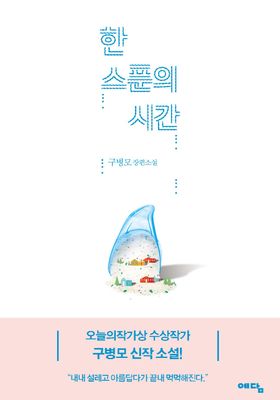 한
스푼의
시간
구병모 장편소설
오늘의작가상 수상작가
구병모 신작 소설!
“내내 설레고 아름답다가 끝내 먹먹해진다.”
예담